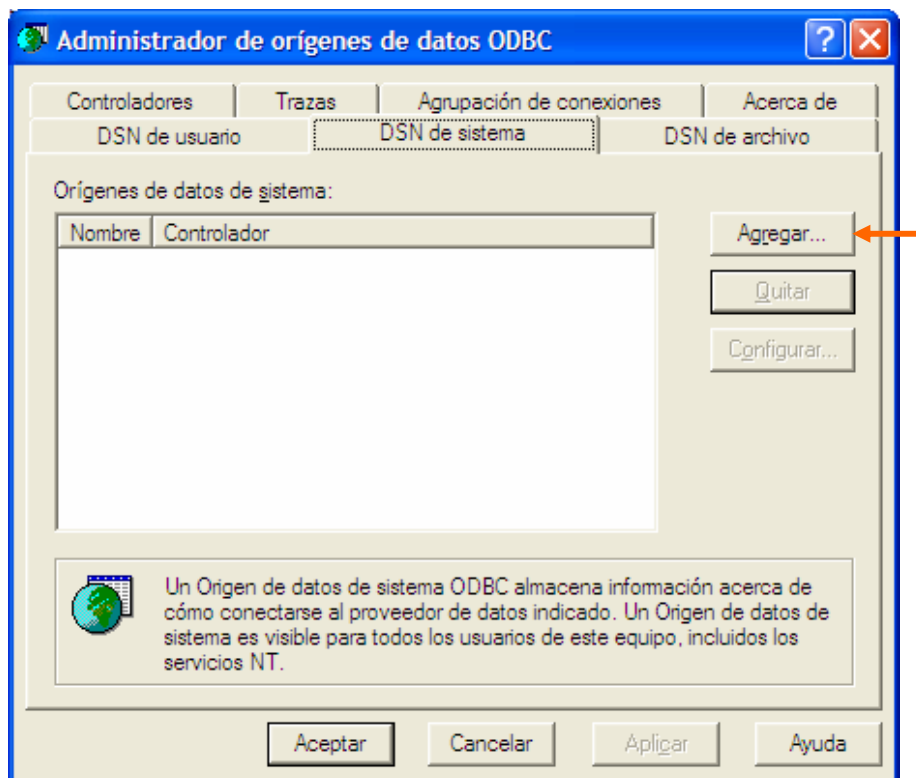 Administrador de orígenes de datos ODBC
Controladores Trazas Agrupación de conexiones Acerca de
DSN de usuario DSN de sistema DSN de archivo
Orígenes de datos de sistema:
Nombre Controlador
Agregar...
Quitar
Configurar...
Un Origen de datos de sistema ODBC almacena información acerca de
cómo conectarse al proveedor de datos indicado. Un Origen de datos de
sistema es visible para todos los usuarios de este equipo, incluidos los
servicios NT.
Aceptar Cancelar Aplicar Ayuda